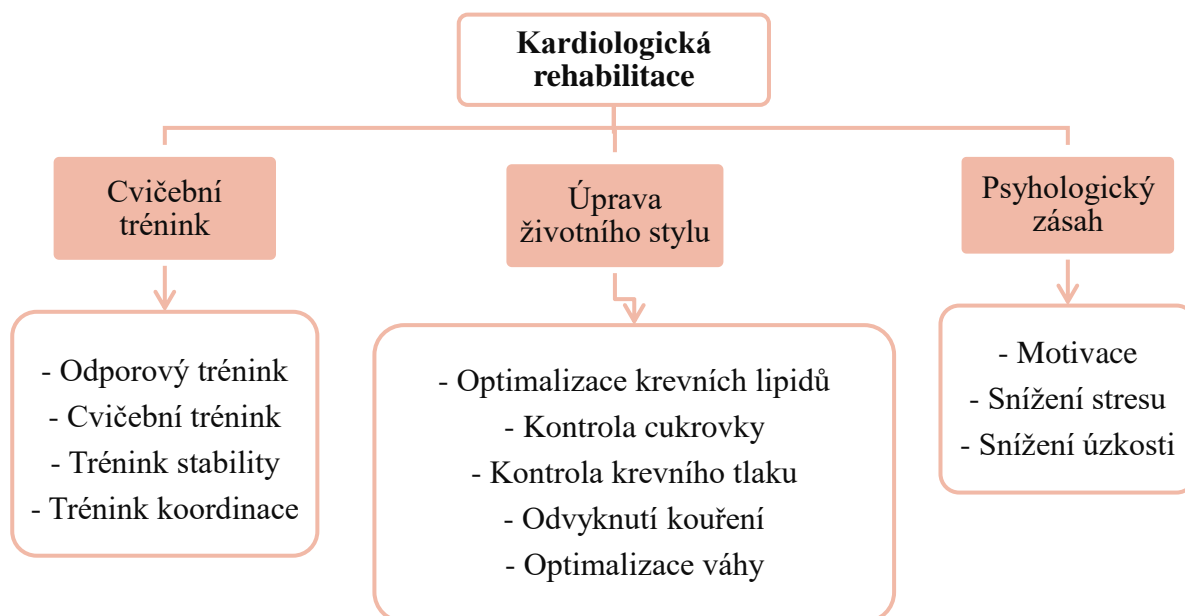 Kardiologická
rehabilitace
Cvičební
trénink
Úprava
životního stylu
Psyhologický
zásah
- Odporový trénink
- Cvičební trénink
- Trénink stability
- Trénink koordinace
- Optimalizace krevních lipidů
- Kontrola cukrovky
- Kontrola krevního tlaku
- Odvyknutí kouření
- Optimalizace váhy
- Motivace
- Snížení stresu
- Snížení úzkosti